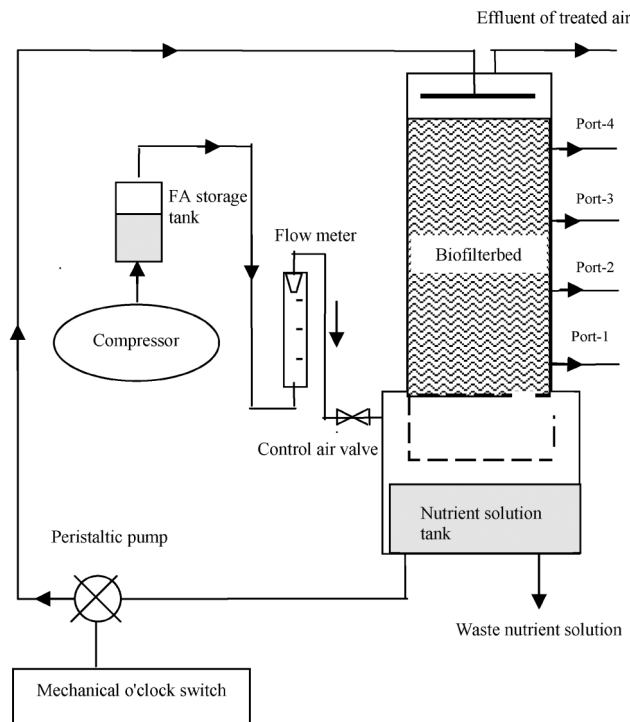 Effluent of treated air
Port-4
FA storage
tank
Port-3
Flow meter
Biofilterbed
Port-2
Compressor
Port-1
Control air valve
Nutrient solution
tank
Peristaltic pump
Waste nutrient solution
Mechanical o'clock switch